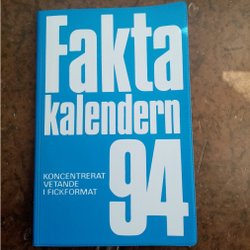 Fakta
kalendern
KONCENTRERAT
VETANDE
I FICKFORMAT
94